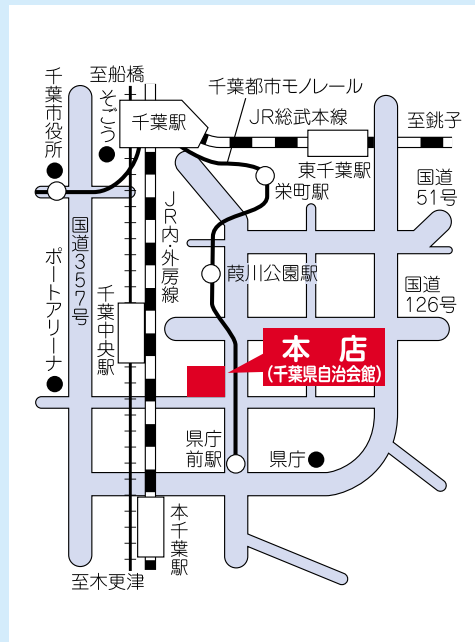 至船橋
千葉都市モノレール
千葉市役所
そごう
千葉駅
JR総武本線
至銚子
東千葉駅
栄町駅
国道
51号
JR内・外房線
国道357号
ポートアリーナ
葭川公園駅
千葉中央駅
国道
126号
本店
(千葉県自治会館)
県庁
前駅
県庁
本千葉駅
至木更津